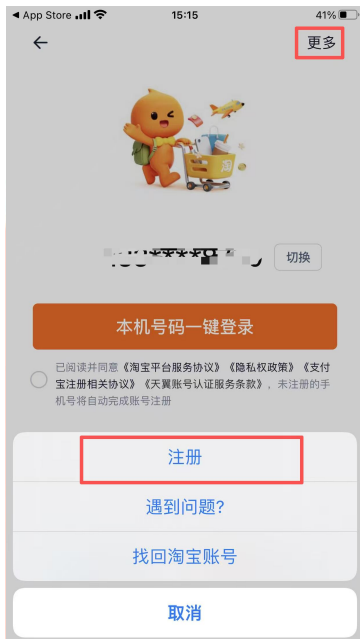 App Store 15:15 41%
更多
淘
切换
本机号码一键登录
已阅读并同意《淘宝平台服务协议》《隐私权政策》《支付
宝注册相关协议》《天翼账号认证服务条款》，未注册的手
机号将自动完成账号注册
注册
遇到问题?
找回淘宝账号
取消